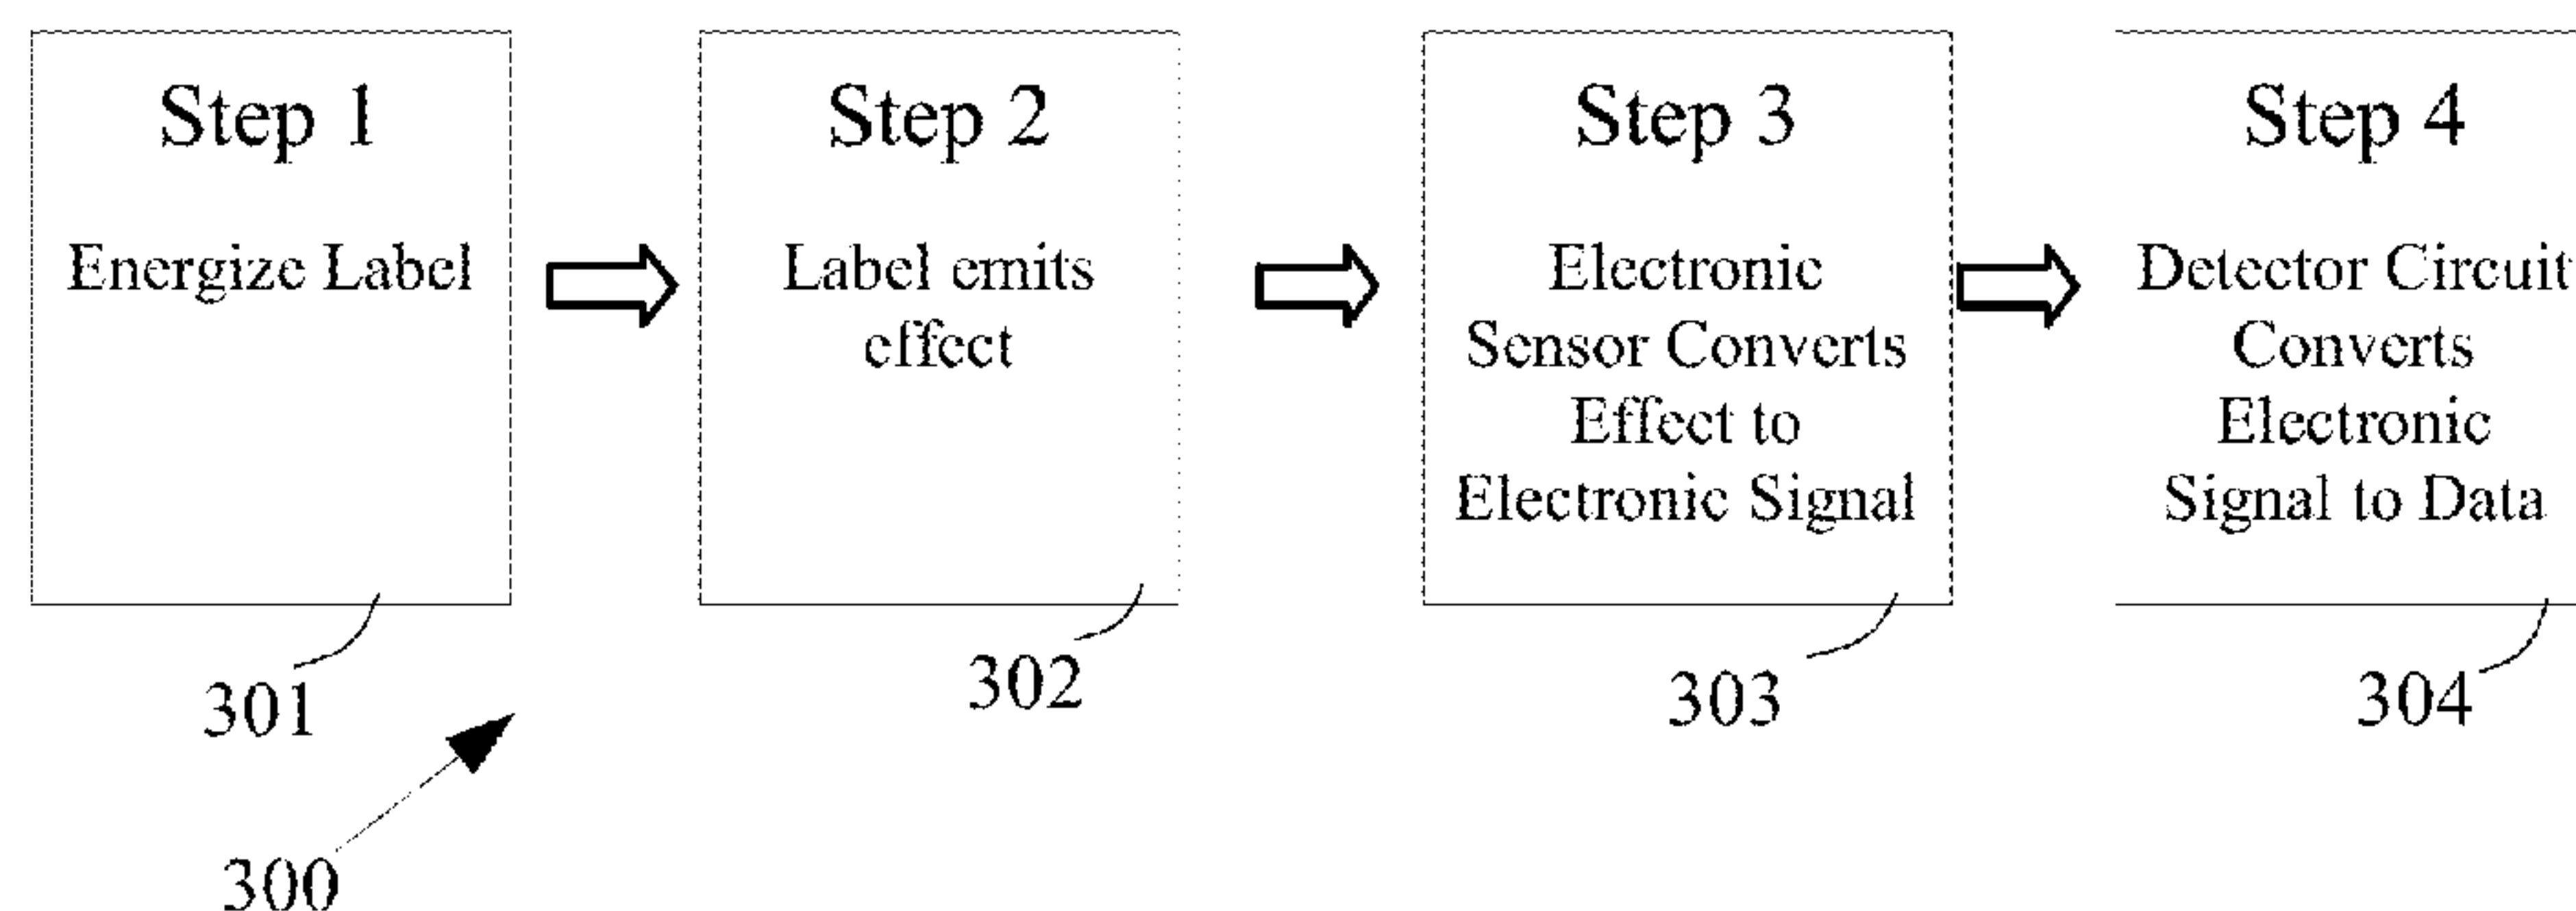 Step 1
Energize Label
301
Step 2
Label emits
effect
302
Step 3
Electronic
Sensor Converts
Effect to
Electronic Signal
303
Step 4
Detector Circuit
Converts
Electronic
Signal to Data
304
300